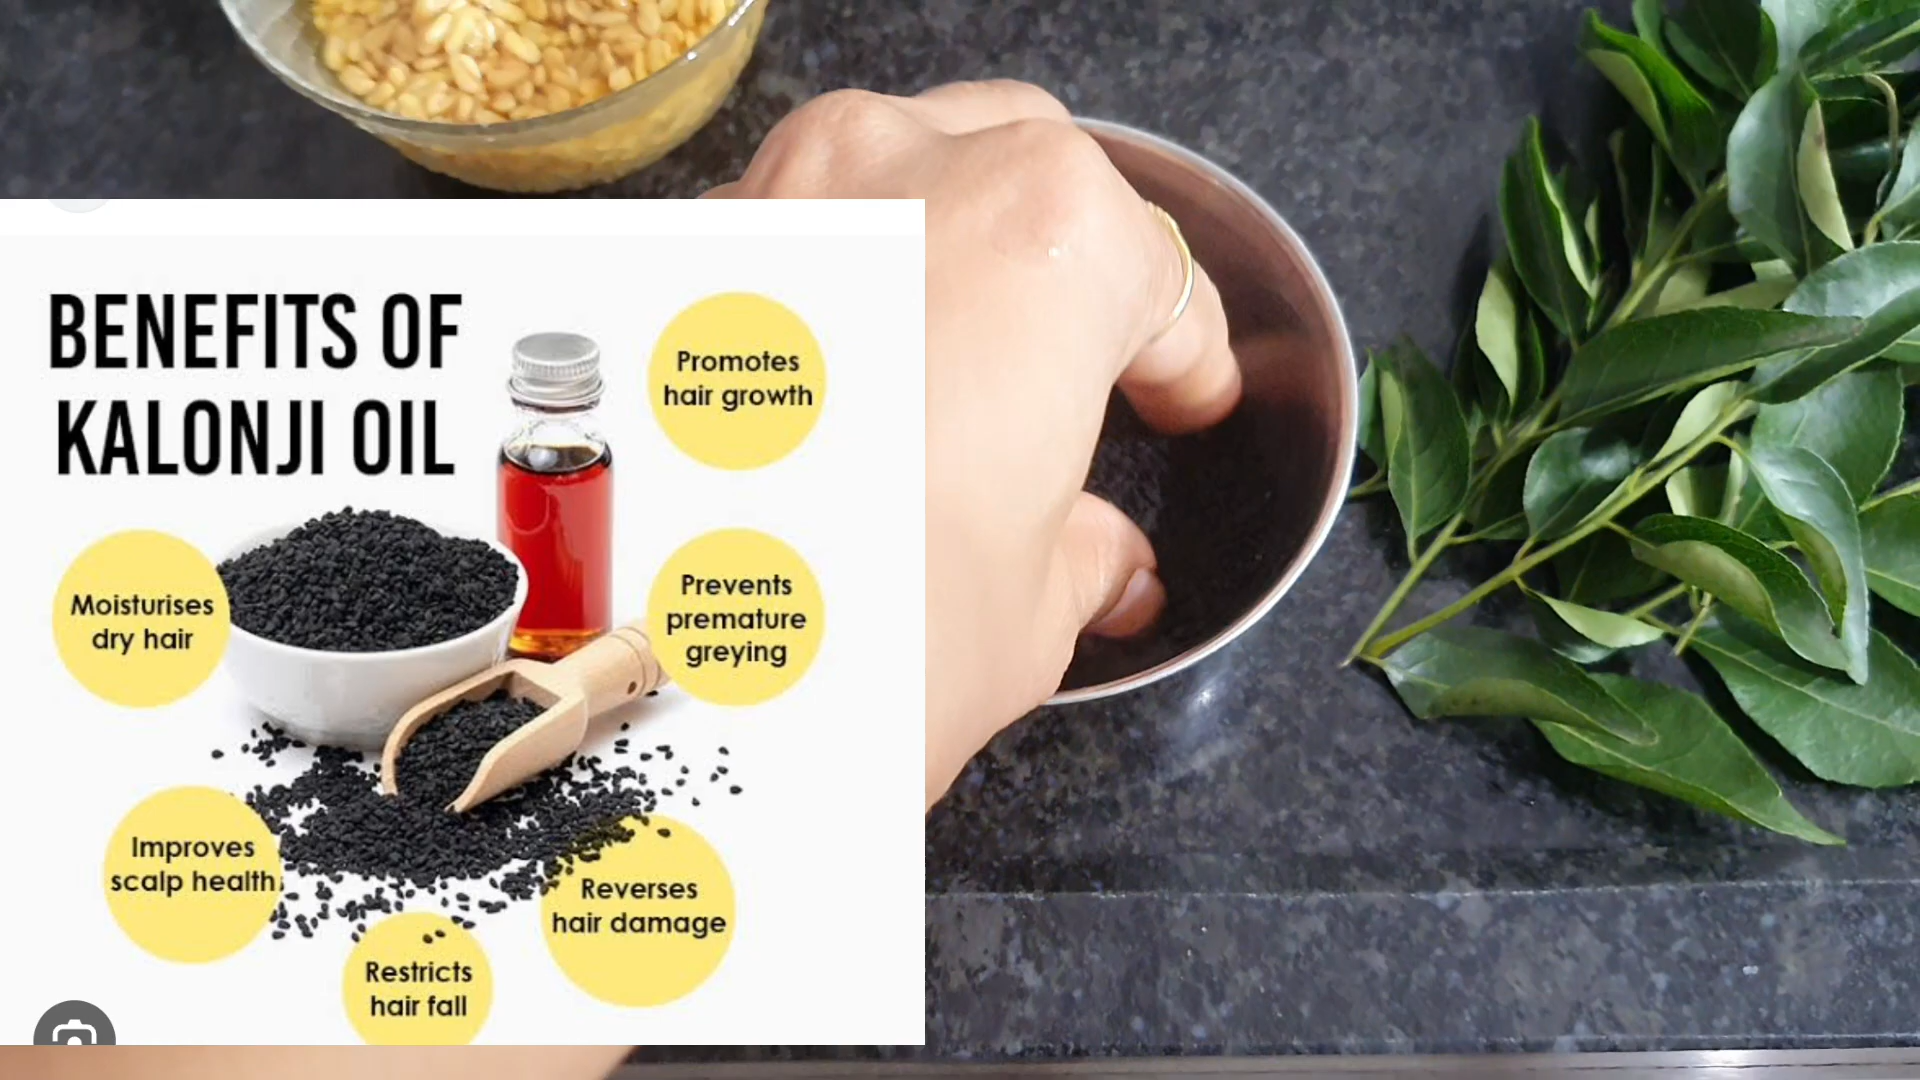 BENEFITS OF
KALONJI OIL
Promotes
hair growth
Moisturises
dry hair
Prevents
premature
greying
Improves
scalp health
Reverses
hair damage
Restricts
hair fall